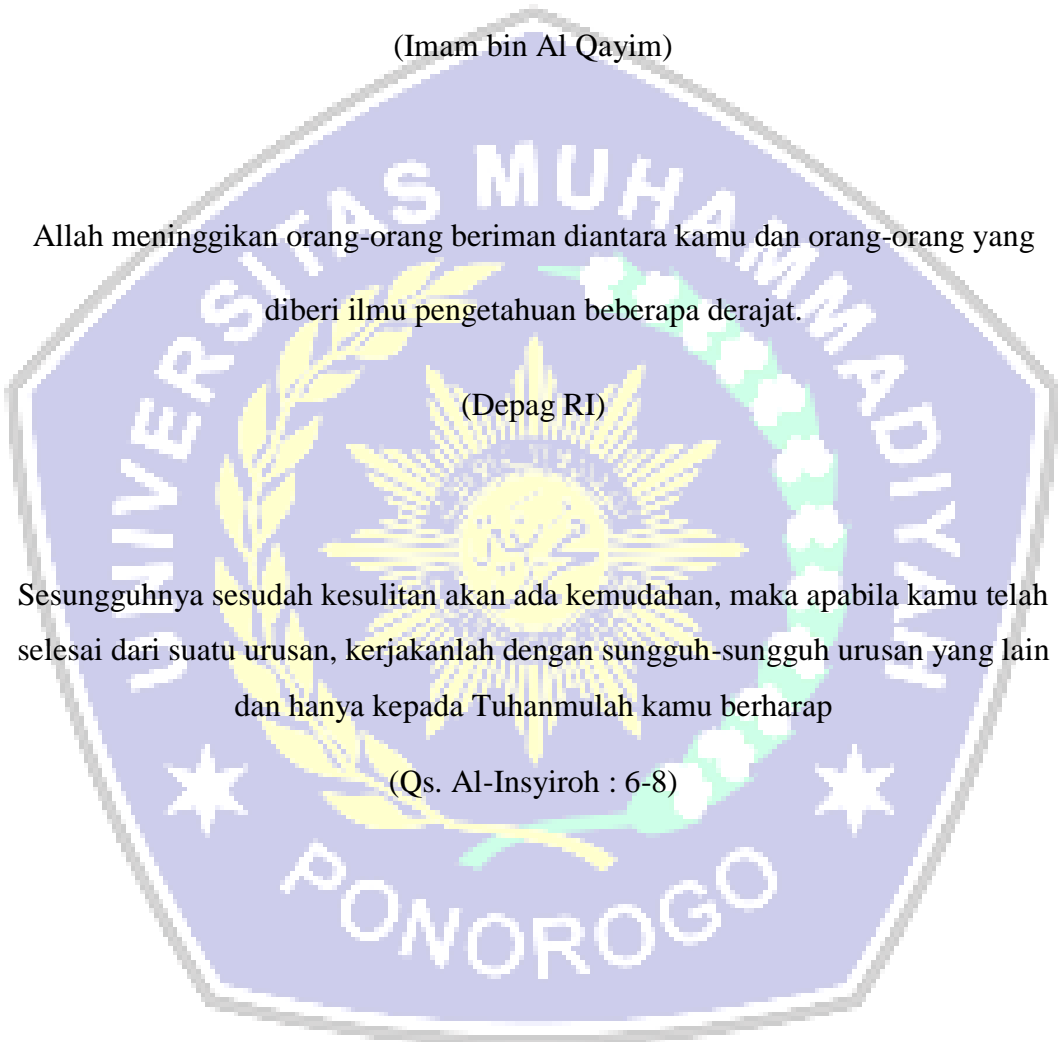 (Imam bin Al Qayim)
UNIVERSITAS MUHAMMADIYAH
Allah meninggikan orang-orang beriman diantara kamu dan orang-orang yang
diberi ilmu pengetahuan beberapa derajat.
(Depag RI)
Sesungguhnya sesudah kesulitan akan ada kemudahan, maka apabila kamu telah
selesai dari suatu urusan, kerjakanlah dengan sungguh-sungguh urusan yang lain
dan hanya kepada Tuhanmulah kamu berharap
(Qs. Al-Insyiroh : 6-8)
PONOROGO